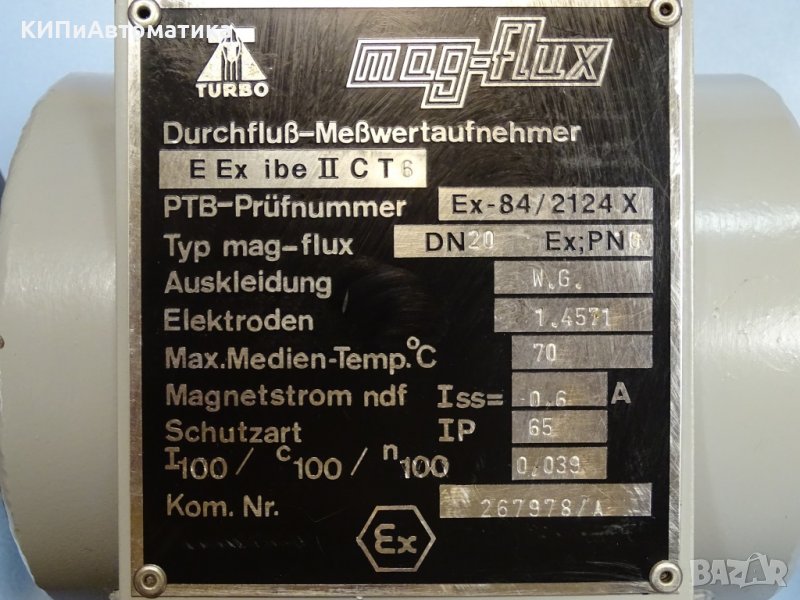 КИПиАвтоматика
TURBO
mag-flux
Durchfluß-Meßwertaufnehmer
E Ex ibe II C T6
PTB-Prüfnummer Ex-84/2124 X
Typ mag-flux DN20 Ex;PN6
Auskleidung W.G.
Elektroden 1.4571
Max.Medien-Temp.°C 70
Magnetstrom ndf Iss= 0.6 A
Schutzart IP 65
I100/ C100/ n100 0,039
Kom. Nr. 267978/A
Ex
BAZAR